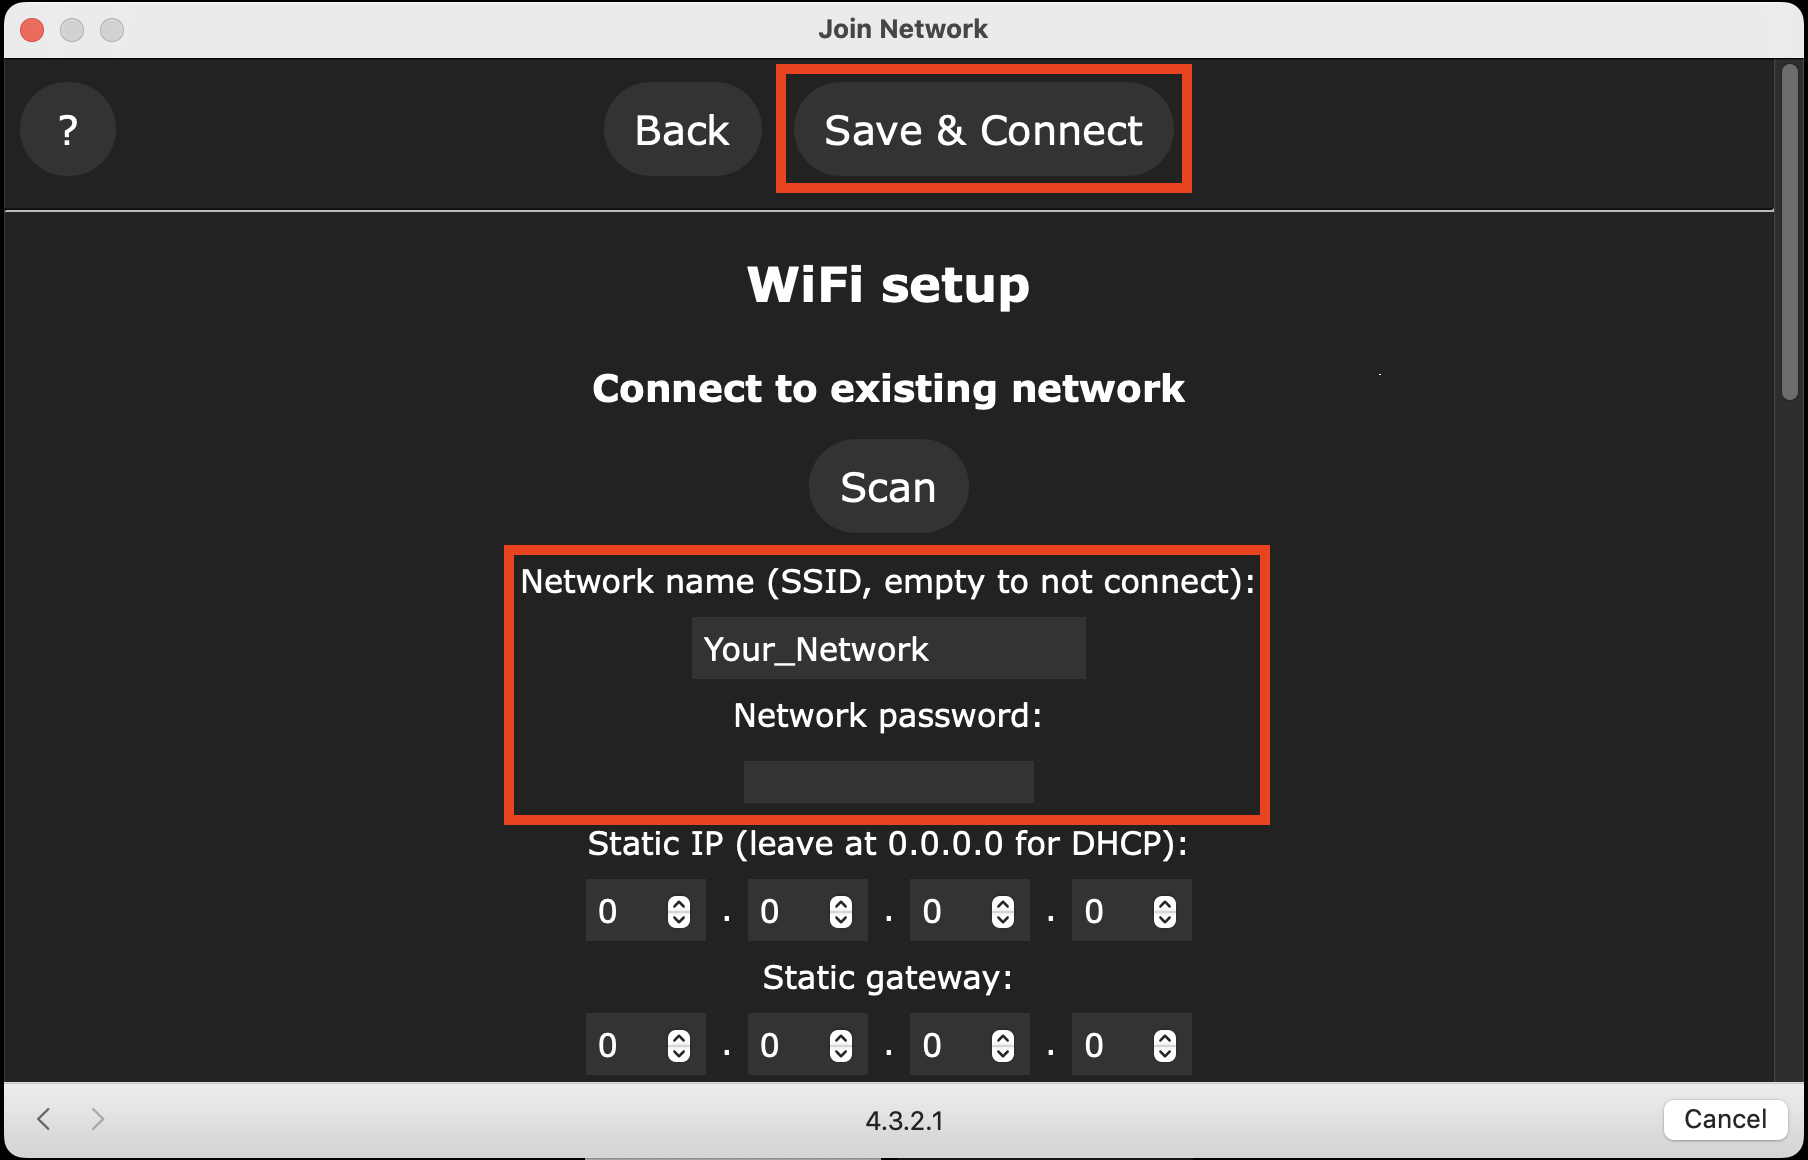 Join Network
?
Back
Save & Connect
WiFi setup
Connect to existing network
Scan
Network name (SSID, empty to not connect):
Your_Network
Network password:
Static IP (leave at 0.0.0.0 for DHCP):
0 . 0 . 0 . 0
Static gateway:
0 . 0 . 0 . 0
4.3.2.1
Cancel